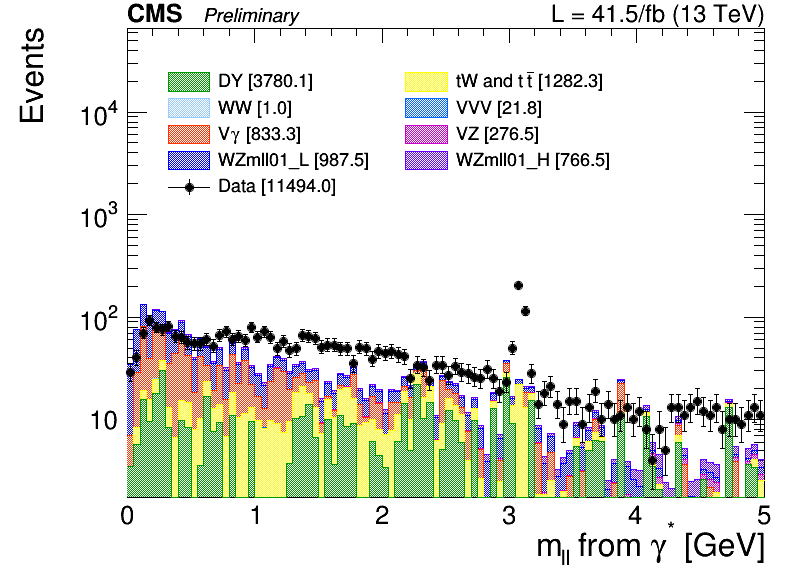 CMS Preliminary L = 41.5/fb (13 TeV)
Events
DY [3780.1] tW and tt̄ [1282.3]
WW [1.0] VVV [21.8]
Vγ [833.3] VZ [276.5]
WZmll01_L [987.5] WZmll01_H [766.5]
Data [11494.0]
10⁴
10³
10²
10
0 1 2 3 4 5
m_ll from γ* [GeV]